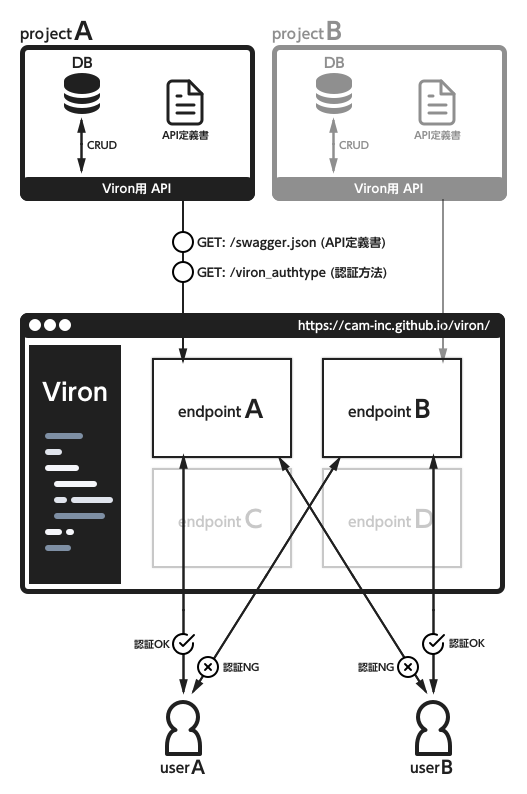 project A
project B
DB
DB
CRUD
API定義書
CRUD
API定義書
Viron用 API
Viron用 API
GET: /swagger.json (API定義書)
GET: /viron_authtype (認証方法)
https://cam-inc.github.io/viron/
Viron
endpoint A
endpoint B
endpoint C
endpoint D
認証OK
認証OK
認証NG
認証NG
userA
userB